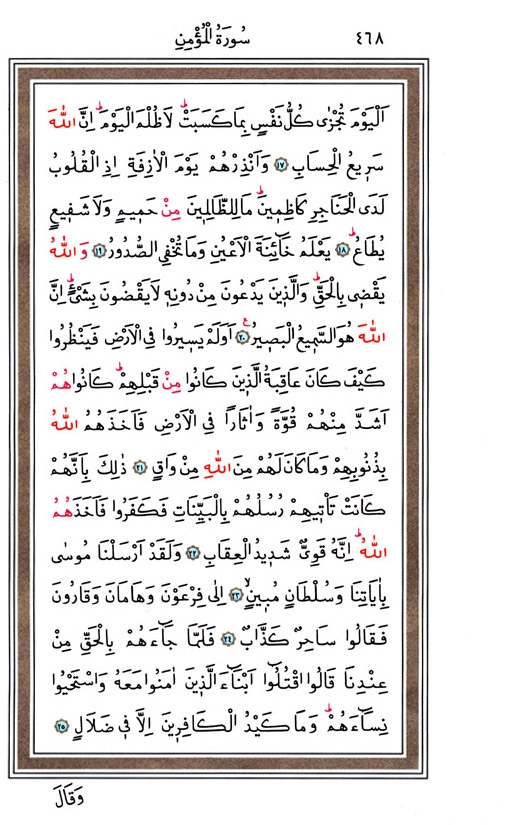 ٤٦٨ سُورَةُ الْمُؤْمِنِ
اَلْيَوْمَ تُجْزٰى كُلُّ نَفْسٍ بِمَا كَسَبَتْۜ لَا ظُلْمَ الْيَوْمَۜ اِنَّ اللّٰهَ
سَر۪يعُ الْحِسَابِ ﴿١٧﴾ وَاَنْذِرْهُمْ يَوْمَ الْاٰزِفَةِ اِذِ الْقُلُوبُ
لَدَى الْحَنَاجِرِ كَاظِم۪ينَۜ مَا لِلظَّالِم۪ينَ مِنْ حَم۪يمٍ وَلَا شَف۪يعٍ
يُطَاعُۜ ﴿١٨﴾ يَعْلَمُ خَٓائِنَةَ الْاَعْيُنِ وَمَا تُخْفِي الصُّدُورُ ﴿١٩﴾ وَاللّٰهُ
يَقْض۪ي بِالْحَقِّۜ وَالَّذ۪ينَ يَدْعُونَ مِنْ دُونِه۪ لَا يَقْضُونَ بِشَيْءٍۜ اِنَّ
اللّٰهَ هُوَ السَّم۪يعُ الْبَص۪يرُ۟ ﴿٢٠﴾ اَوَلَمْ يَس۪يرُوا فِي الْاَرْضِ فَيَنْظُرُوا
كَيْفَ كَانَ عَاقِبَةُ الَّذ۪ينَ كَانُوا مِنْ قَبْلِهِمْۜ كَانُوا هُمْ
اَشَدَّ مِنْهُمْ قُوَّةً وَاٰثَارًا فِي الْاَرْضِ فَاَخَذَهُمُ اللّٰهُ
بِذُنُوبِهِمْ وَمَا كَانَ لَهُمْ مِنَ اللّٰهِ مِنْ وَاقٍ ﴿٢١﴾ ذٰلِكَ بِاَنَّهُمْ
كَانَتْ تَأْت۪يهِمْ رُسُلُهُمْ بِالْبَيِّنَاتِ فَكَفَرُوا فَاَخَذَهُمُ
اللّٰهُۜ اِنَّهُ قَوِيٌّ شَد۪يدُ الْعِقَابِ ﴿٢٢﴾ وَلَقَدْ اَرْسَلْنَا مُوسٰى
بِاٰيَاتِنَا وَسُلْطَانٍ مُب۪ينٍۙ ﴿٢٣﴾ اِلٰى فِرْعَوْنَ وَهَامَانَ وَقَارُونَ
فَقَالُوا سَاحِرٌ كَذَّابٌ ﴿٢٤﴾ فَلَمَّا جَٓاءَهُمْ بِالْحَقِّ مِنْ
عِنْدِنَا قَالُوا اقْتُلُٓوا اَبْنَٓاءَ الَّذ۪ينَ اٰمَنُوا مَعَهُ وَاسْتَحْيُوا
نِسَٓاءَهُمْۜ وَمَا كَيْدُ الْكَافِر۪ينَ اِلَّا ف۪ي ضَلَالٍ ﴿٢٥﴾
وَقَالَ